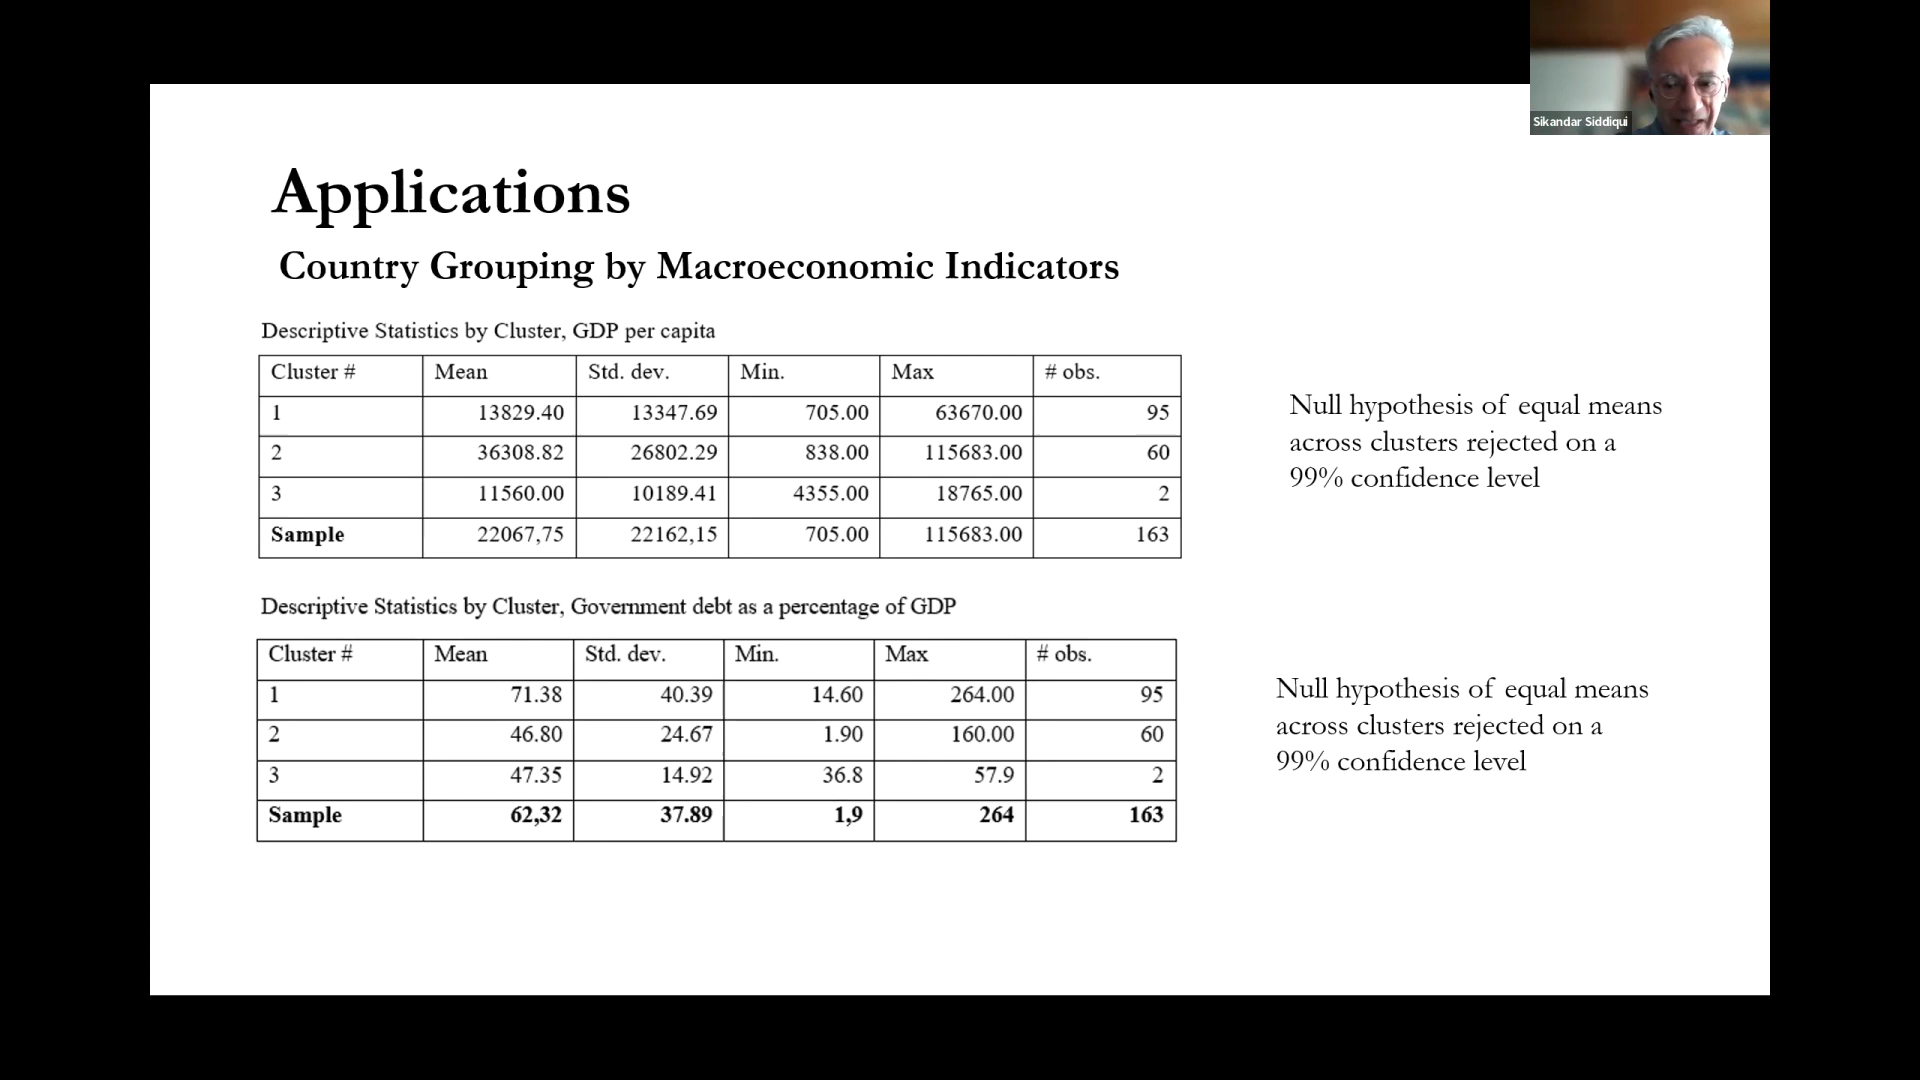 Sikandar Siddiqui
Applications
Country Grouping by Macroeconomic Indicators
Descriptive Statistics by Cluster, GDP per capita
Cluster # Mean Std. dev. Min. Max # obs.
1 13829.40 13347.69 705.00 63670.00 95
2 36308.82 26802.29 838.00 115683.00 60
3 11560.00 10189.41 4355.00 18765.00 2
Sample 22067,75 22162,15 705.00 115683.00 163
Null hypothesis of equal means
across clusters rejected on a
99% confidence level
Descriptive Statistics by Cluster, Government debt as a percentage of GDP
Cluster # Mean Std. dev. Min. Max # obs.
1 71.38 40.39 14.60 264.00 95
2 46.80 24.67 1.90 160.00 60
3 47.35 14.92 36.8 57.9 2
Sample 62,32 37.89 1,9 264 163
Null hypothesis of equal means
across clusters rejected on a
99% confidence level